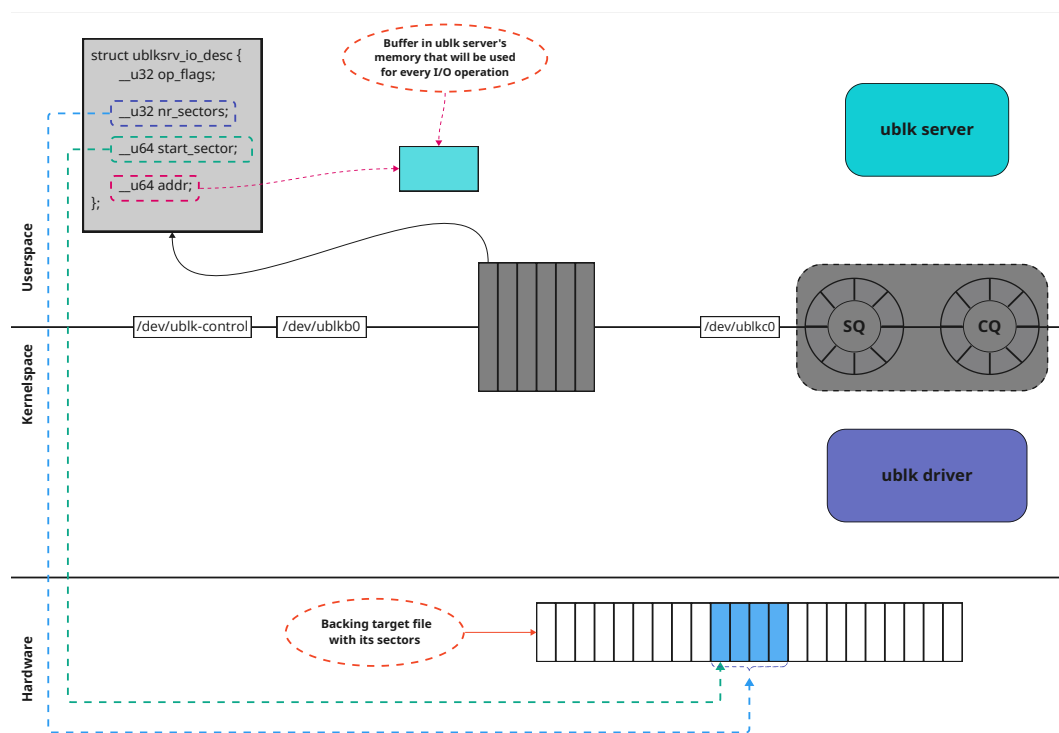 struct ublksrv_io_desc {
__u32 op_flags;
__u32 nr_sectors;
__u64 start_sector;
__u64 addr;
};
Buffer in ublk server's
memory that will be used
for every I/O operation
ublk server
Userspace
/dev/ublk-control
/dev/ublkb0
/dev/ublkc0
SQ
CQ
Kernelspace
ublk driver
Hardware
Backing target file
with its sectors